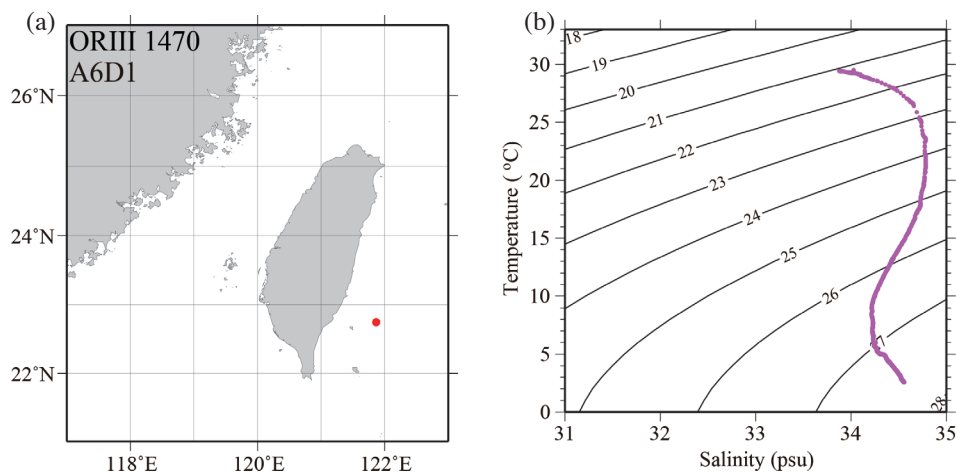 (a)
ORIII 1470
A6D1
26°N
24°N
22°N
118°E
120°E
122°E
(b)
Temperature ( °C)
30
25
20
15
10
5
0
18
19
20
21
22
23
24
25
26
27
28
31
32
33
34
35
Salinity (psu)